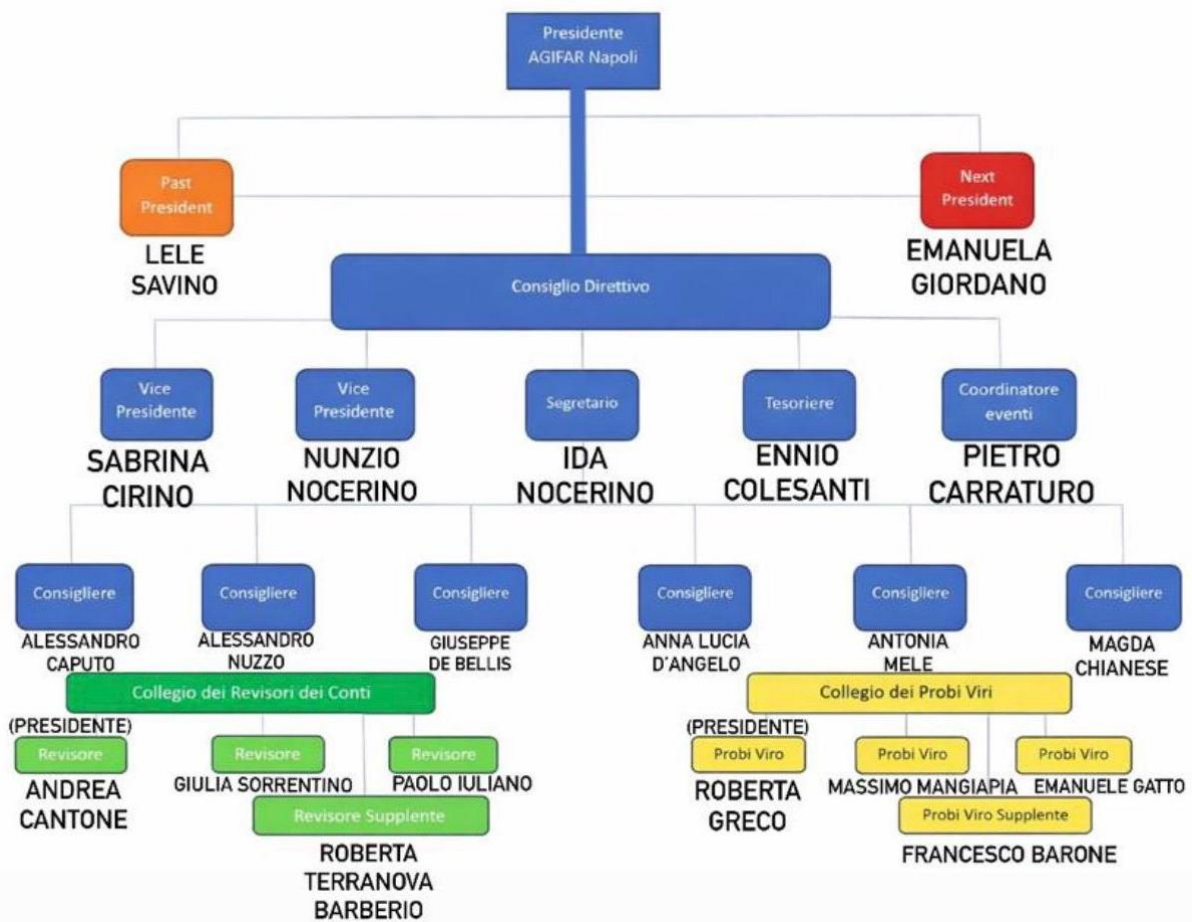 Presidente
AGIFAR Napoli
Past
President
LELE
SAVINO
Next
President
EMANUELA
GIORDANO
Consiglio Direttivo
Vice
Presidente
SABRINA
CIRINO
Vice
Presidente
NUNZIO
NOCERINO
Segretario
IDA
NOCERINO
Tesoriere
ENNIO
COLESANTI
Coordinatore
eventi
PIETRO
CARRATURO
Consigliere
ALESSANDRO
CAPUTO
Consigliere
ALESSANDRO
NUZZO
Consigliere
GIUSEPPE
DE BELLIS
Consigliere
ANNA LUCIA
D'ANGELO
Consigliere
ANTONIA
MELE
Consigliere
MAGDA
CHIANESE
Collegio dei Revisori dei Conti
(PRESIDENTE)
Revisore
ANDREA
CANTONE
Revisore
GIULIA SORRENTINO
Revisore
PAOLO IULIANO
Revisore Supplente
ROBERTA
TERRANOVA
BARBERIO
Collegio dei Probi Viri
(PRESIDENTE)
Probi Viro
ROBERTA
GRECO
Probi Viro
MASSIMO MANGIAPIA
Probi Viro
EMANUELE GATTO
Probi Viro Supplente
FRANCESCO BARONE